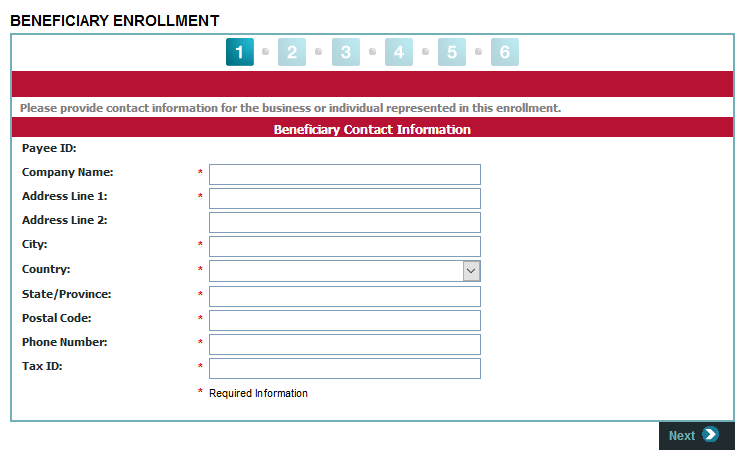 BENEFICIARY ENROLLMENT
1 2 3 4 5 6
Please provide contact information for the business or individual represented in this enrollment.
Beneficiary Contact Information
Payee ID:
Company Name: *
Address Line 1: *
Address Line 2:
City: *
Country: *
State/Province: *
Postal Code: *
Phone Number: *
Tax ID: *
* Required Information
Next